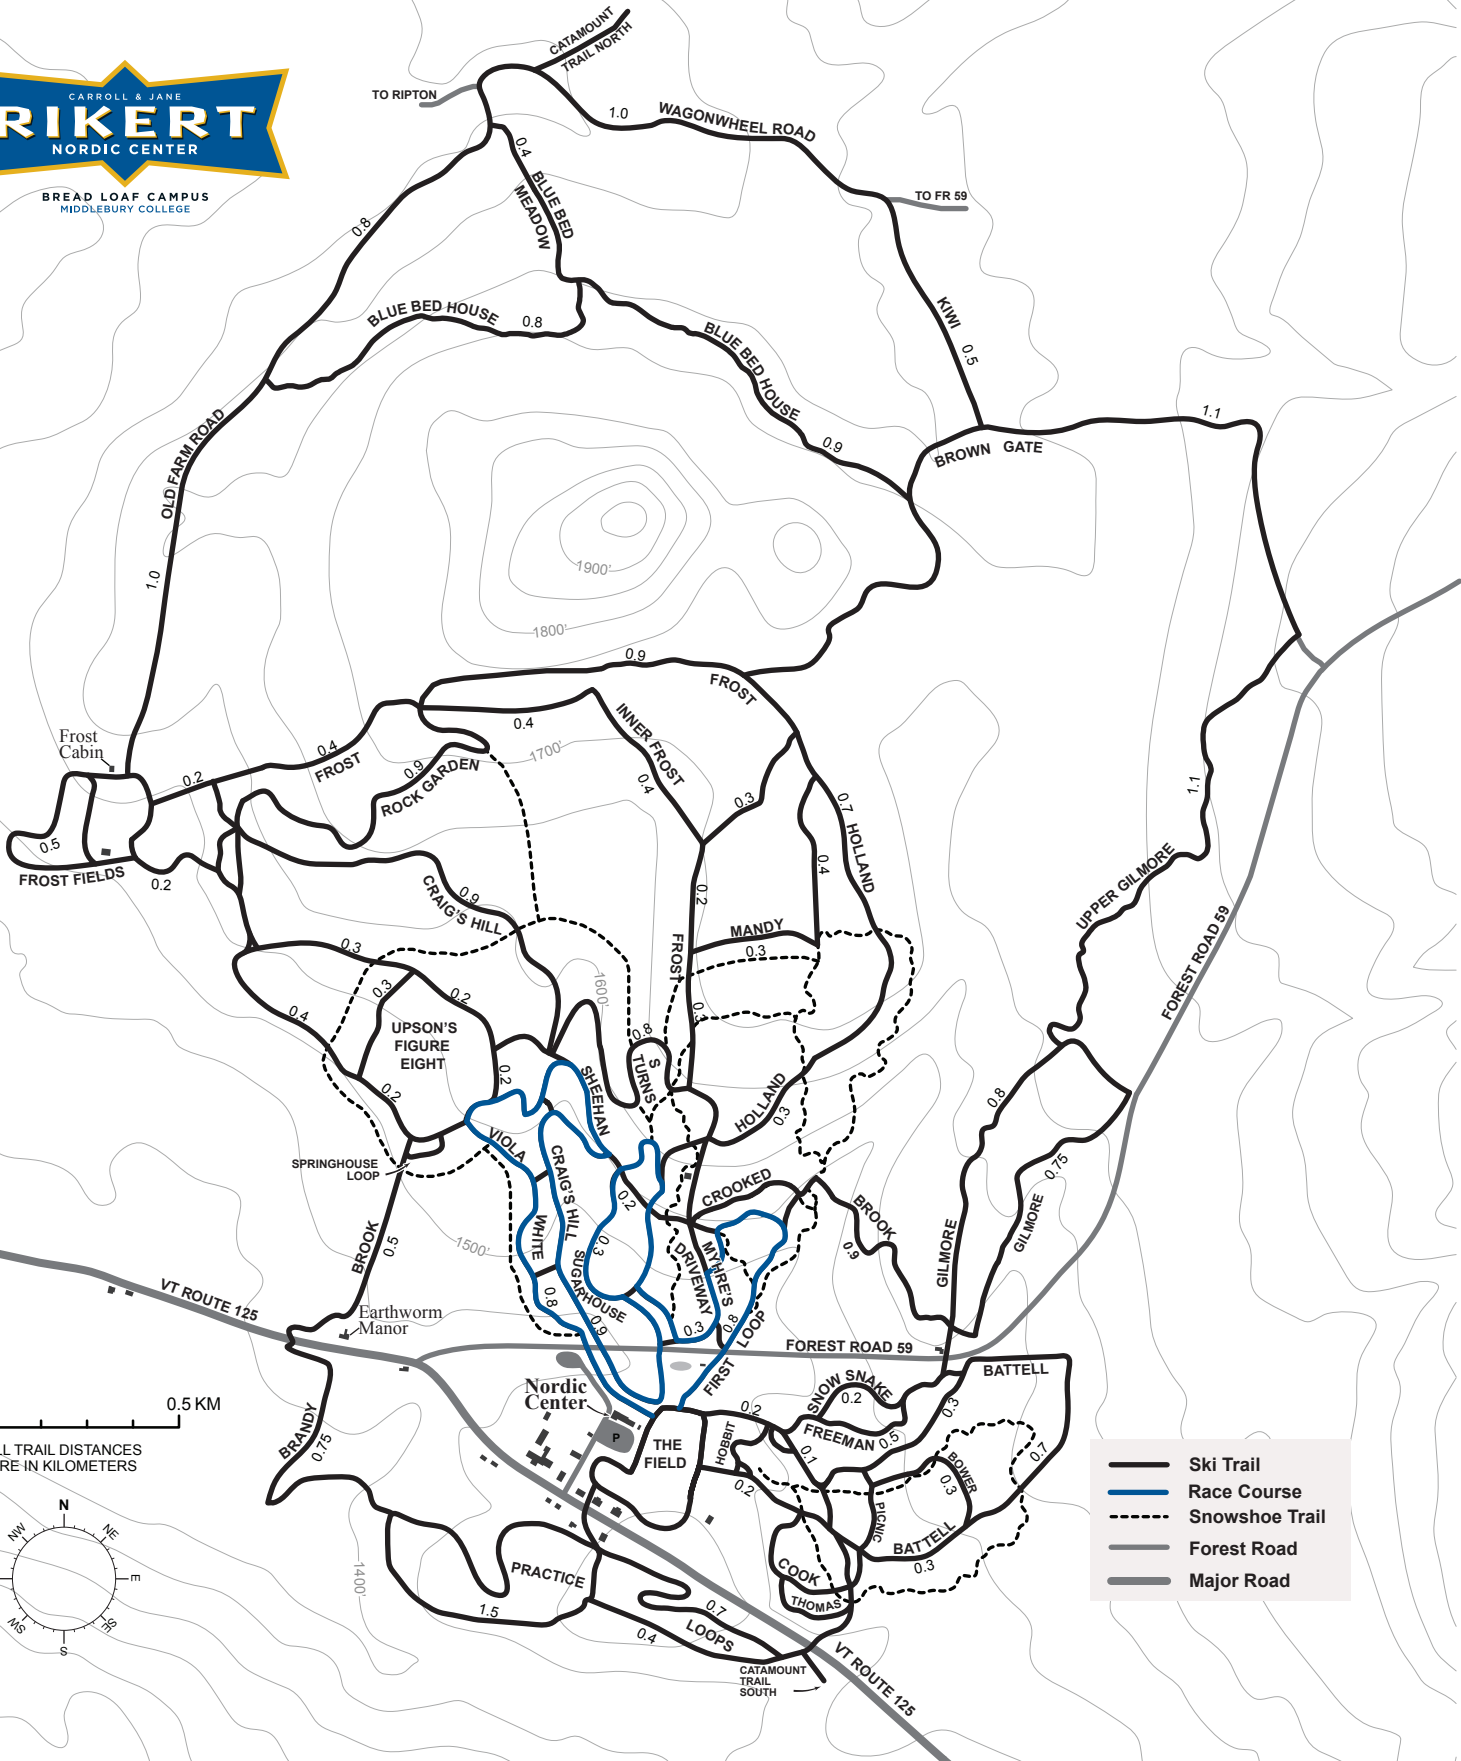 CATAMOUNT
TRAIL NORTH
TO RIPTON
1.0
WAGONWHEEL ROAD
CARROLL & JANE
RIKERT
NORDIC CENTER
BREAD LOAF CAMPUS
MIDDLEBURY COLLEGE
0.4
BLUE BED
MEADOW
TO FR 59
0.8
BLUE BED HOUSE
0.8
KIWI
0.5
BLUE BED HOUSE
0.9
1.1
BROWN GATE
OLD FARM ROAD
1.0
1900'
1800'
0.9
FROST
0.4
INNER FROST
0.4
1700'
Frost
Cabin
0.2
0.4
FROST
0.9
ROCK GARDEN
0.3
0.7
HOLLAND
1.1
0.5
FROST FIELDS
0.2
0.4
0.2
UPPER GILMORE
CRAIG'S HILL
0.9
MANDY
0.3
FROST
0.3
FOREST ROAD 59
0.3
0.3
0.2
0.4
UPSON'S
FIGURE
EIGHT
1600'
0.3
0.8
S
TURNS
0.2
0.2
SHEEHAN
HOLLAND
0.3
0.8
SPRINGHOUSE
LOOP
VIOLA
CRAIG'S HILL
0.2
CROOKED
BROOK
0.9
GILMORE
GILMORE
0.75
BROOK
0.5
1500'
WHITE
0.8
0.3
SUGARHOUSE
0.9
DRIVEWAY
MYHRE'S
0.3
0.8
FIRST
LOOP
VT ROUTE 125
Earthworm
Manor
FOREST ROAD 59
BATTELL
0.5 KM
LL TRAIL DISTANCES
RE IN KILOMETERS
Nordic
Center
P
THE
FIELD
HOBBIT
0.2
SNOW SNAKE
0.2
FREEMAN
0.5
0.3
0.1
0.2
BOWER
0.3
0.7
PICNIC
BATTELL
0.3
COOK
THOMAS
BRANDY
0.75
1400'
PRACTICE
1.5
0.7
LOOPS
0.4
CATAMOUNT
TRAIL
SOUTH
VT ROUTE 125
N
NE
E
SE
S
SW
NW
Ski Trail
Race Course
Snowshoe Trail
Forest Road
Major Road